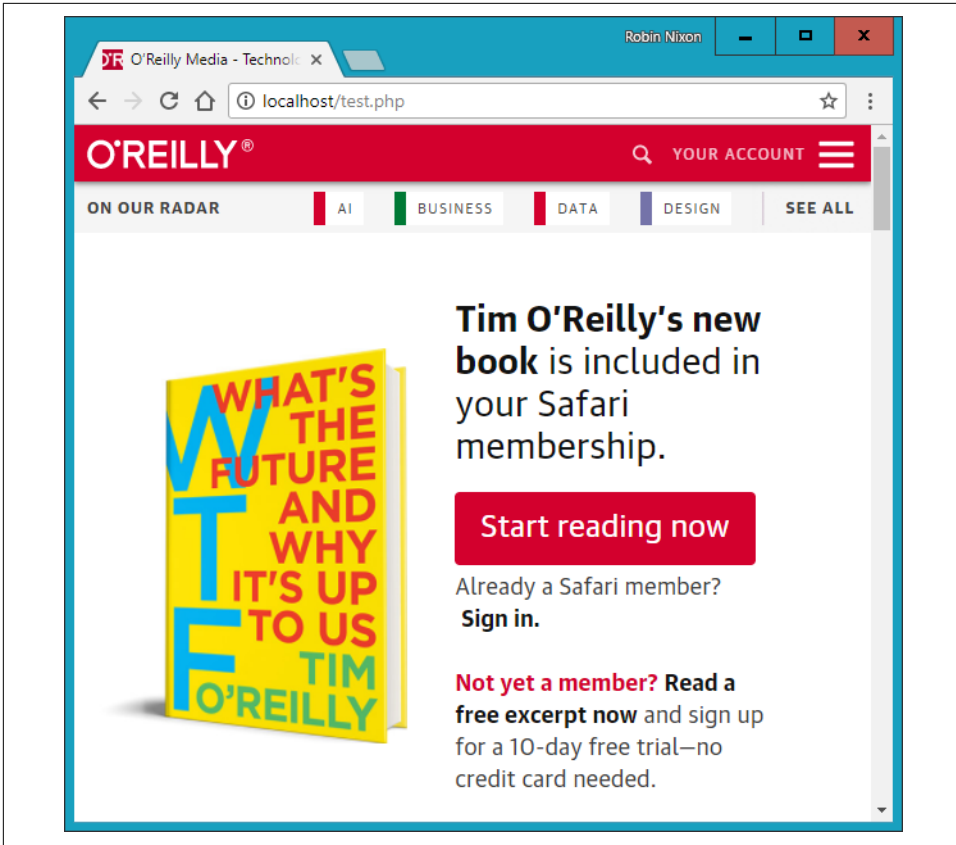 Robin Nixon
O'Reilly Media - Technolo
localhost/test.php
O'REILLY®
YOUR ACCOUNT
ON OUR RADAR
AI
BUSINESS
DATA
DESIGN
SEE ALL
WTF
WHAT'S
THE
FUTURE
AND
WHY
IT'S UP
TO US
TIM
O'REILLY
Tim O'Reilly's new
book is included in
your Safari
membership.
Start reading now
Already a Safari member?
Sign in.
Not yet a member? Read a
free excerpt now and sign up
for a 10-day free trial—no
credit card needed.